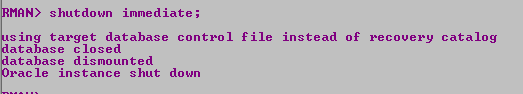 RMAN> shutdown immediate;
using target database control file instead of recovery catalog
database closed
database dismounted
Oracle instance shut down
RMAN>